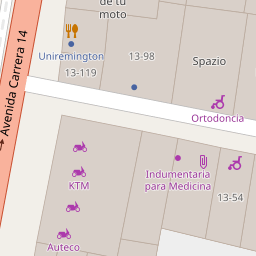 de tu
moto
Uniremington
13-119
13-98
Spazio
Ortodoncia
Avenida Carrera 14
KTM
Indumentaria
para Medicina
13-54
Auteco